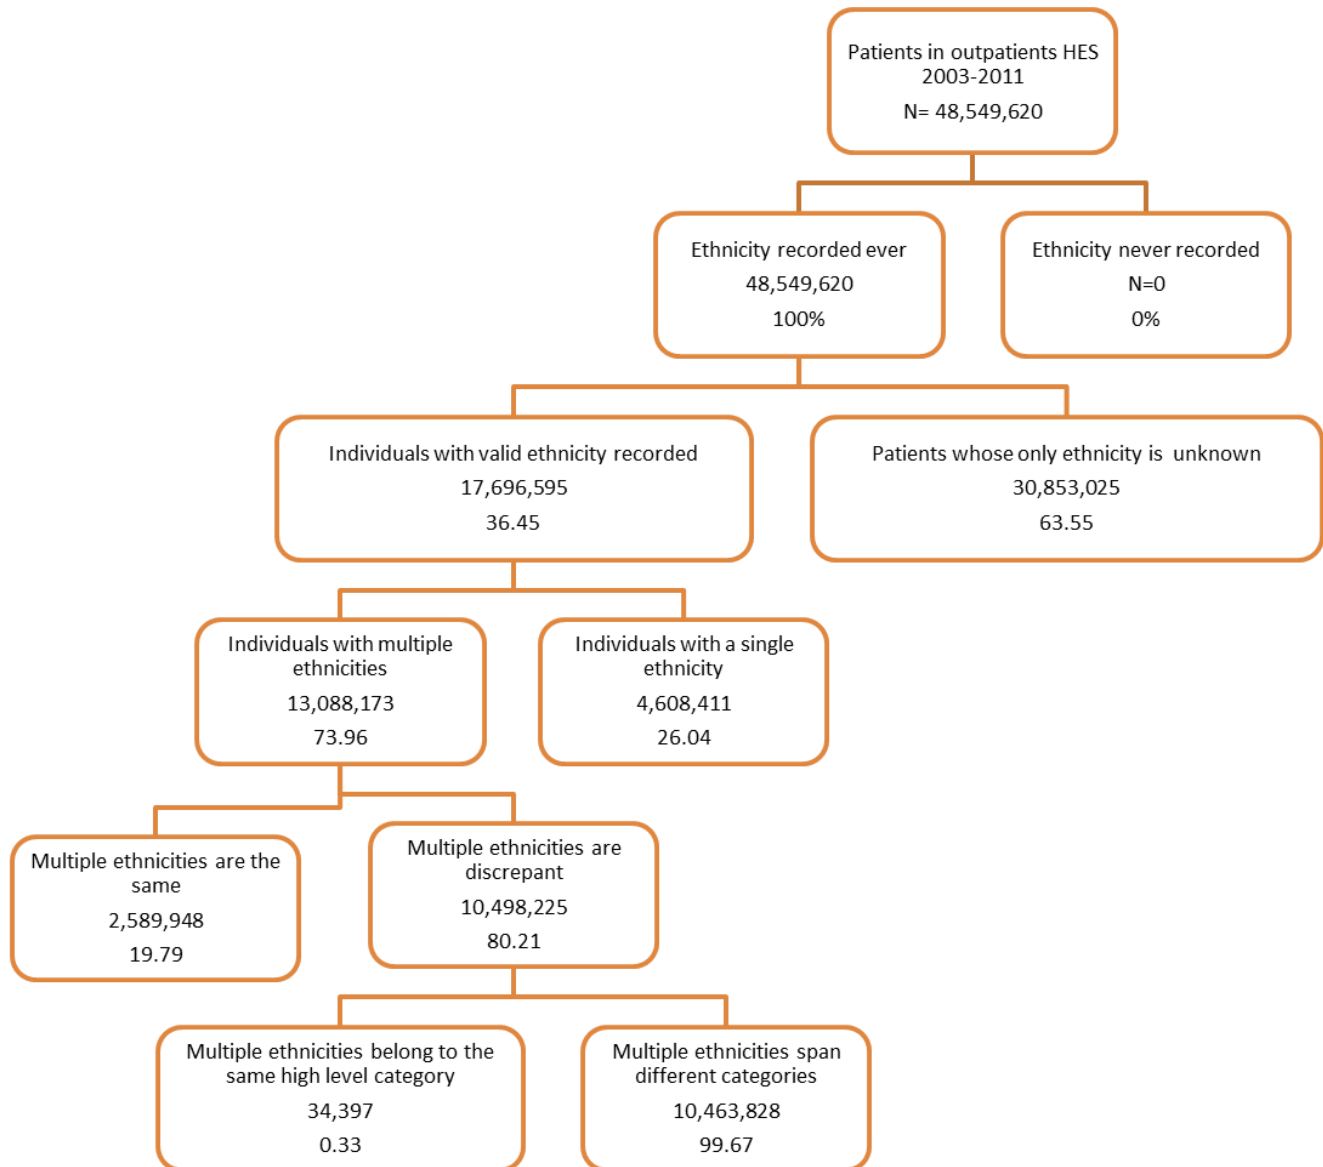 Patients in outpatients HES
2003-2011
N= 48,549,620
Ethnicity recorded ever
48,549,620
100%
Ethnicity never recorded
N=0
0%
Individuals with valid ethnicity recorded
17,696,595
36.45
Patients whose only ethnicity is unknown
30,853,025
63.55
Individuals with multiple
ethnicities
13,088,173
73.96
Individuals with a single
ethnicity
4,608,411
26.04
Multiple ethnicities are the
same
2,589,948
19.79
Multiple ethnicities are
discrepant
10,498,225
80.21
Multiple ethnicities belong to the
same high level category
34,397
0.33
Multiple ethnicities span
different categories
10,463,828
99.67